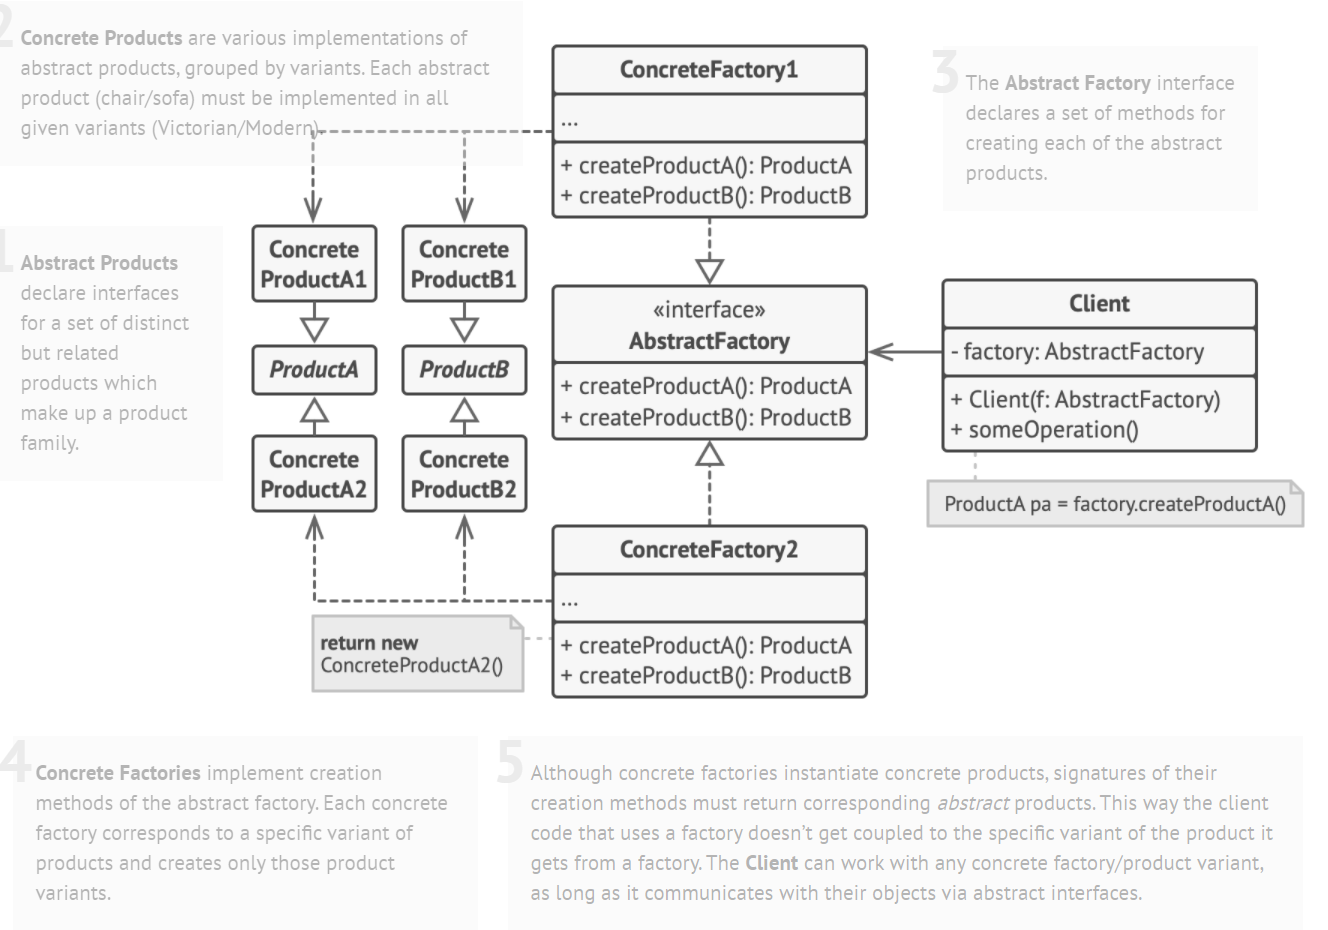 2
Concrete Products are various implementations of
abstract products, grouped by variants. Each abstract
product (chair/sofa) must be implemented in all
given variants (Victorian/Modern).
ConcreteFactory1
...
+ createProductA(): ProductA
+ createProductB(): ProductB
3
The Abstract Factory interface
declares a set of methods for
creating each of the abstract
products.
1
Abstract Products
declare interfaces
for a set of distinct
but related
products which
make up a product
family.
Concrete
ProductA1
Concrete
ProductB1
ProductA
ProductB
Concrete
ProductA2
Concrete
ProductB2
«interface»
AbstractFactory
+ createProductA(): ProductA
+ createProductB(): ProductB
Client
- factory: AbstractFactory
+ Client(f: AbstractFactory)
+ someOperation()
ProductA pa = factory.createProductA()
ConcreteFactory2
...
+ createProductA(): ProductA
+ createProductB(): ProductB
return new
ConcreteProductA2()
4
Concrete Factories implement creation
methods of the abstract factory. Each concrete
factory corresponds to a specific variant of
products and creates only those product
variants.
5
Although concrete factories instantiate concrete products, signatures of their
creation methods must return corresponding abstract products. This way the client
code that uses a factory doesn't get coupled to the specific variant of the product it
gets from a factory. The Client can work with any concrete factory/product variant,
as long as it communicates with their objects via abstract interfaces.